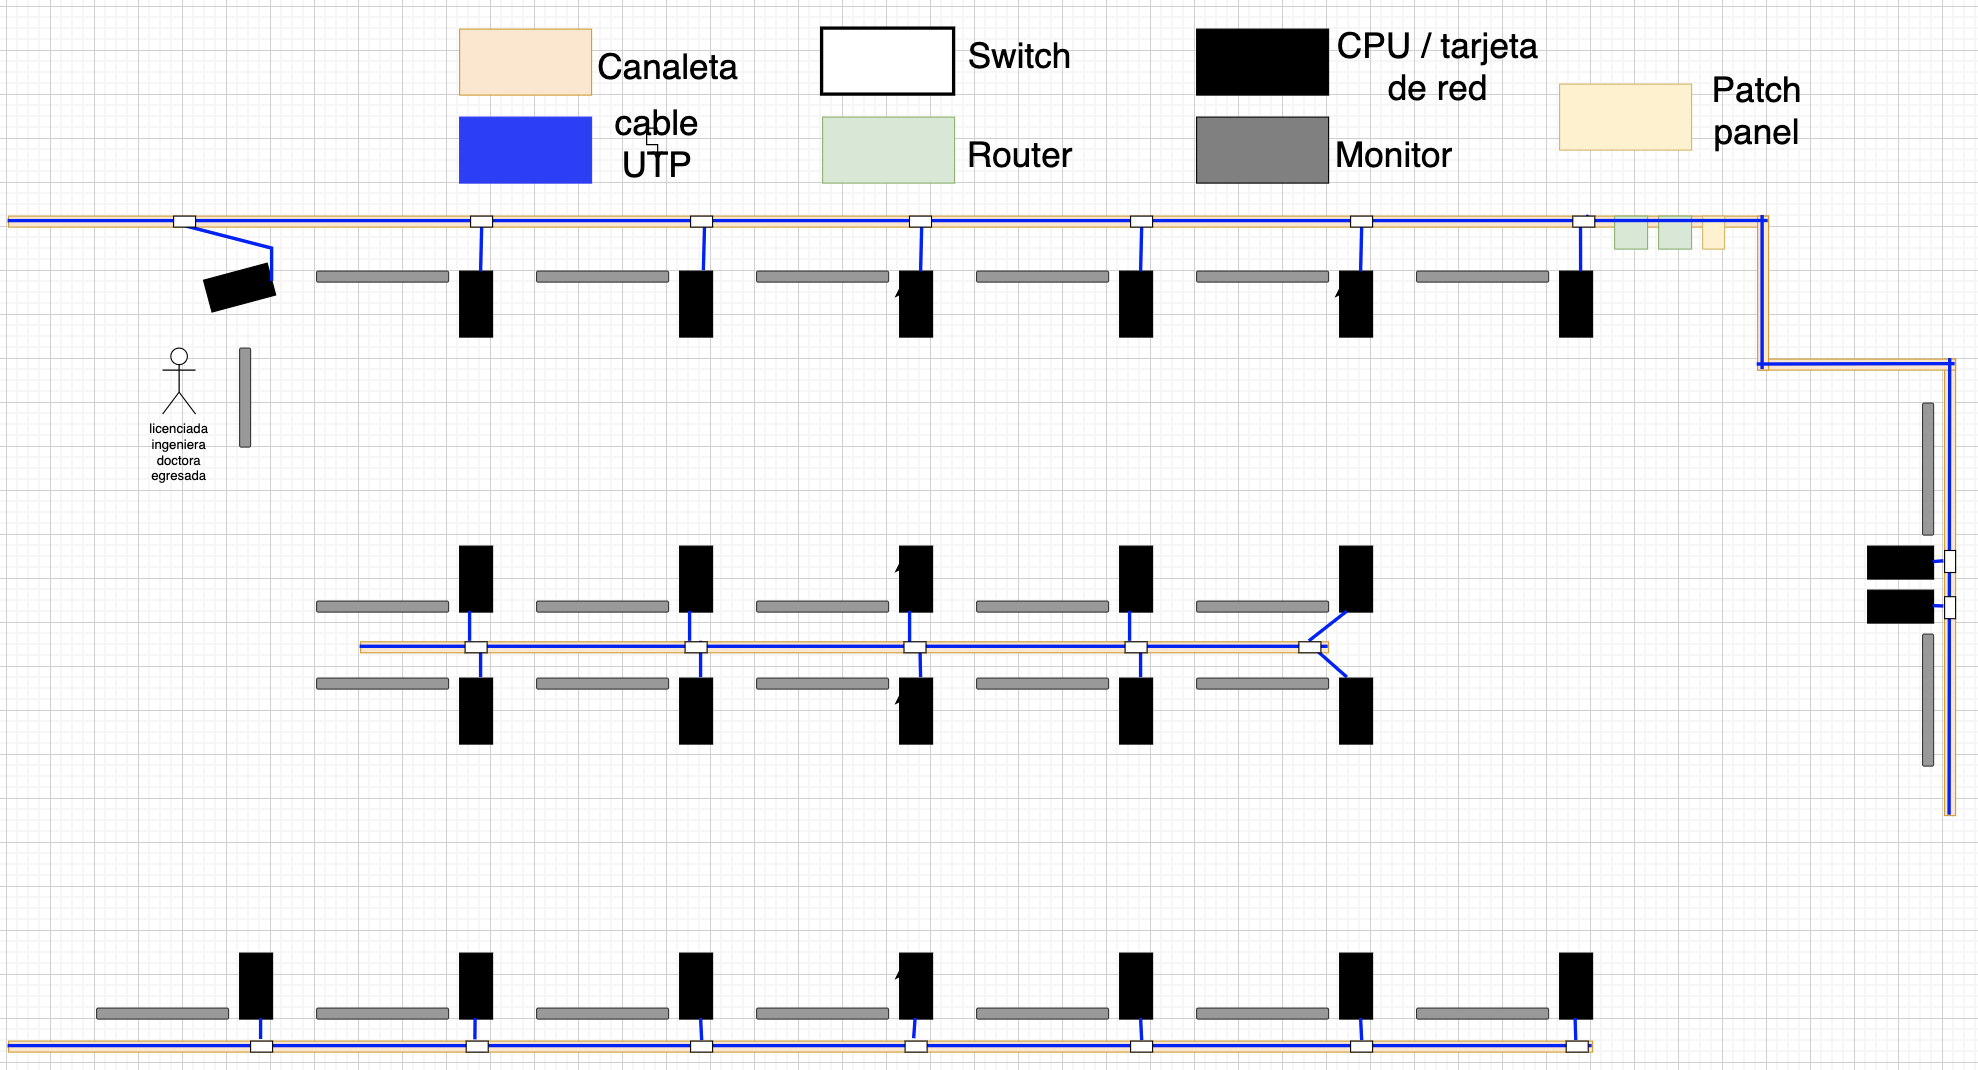 Canaleta
cable
UTP
Switch
Router
CPU / tarjeta
de red
Monitor
Patch
panel
licenciada
ingeniera
doctora
egresada